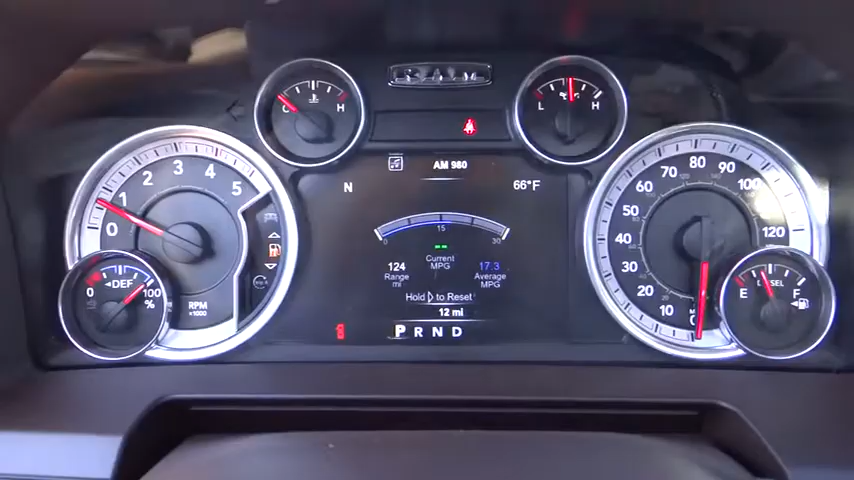 RAM
C H
L H
AM 980
N 66°F
0 1 2 3 4 5
RPM
x1000
0 DEF 100
%
0 15 30
--
Current
MPG
124
Range
mi
17.3
Average
MPG
Hold to Reset
12 mi
P R N D
0 10 20 30 40 50 60 70 80 90 100 120
E F